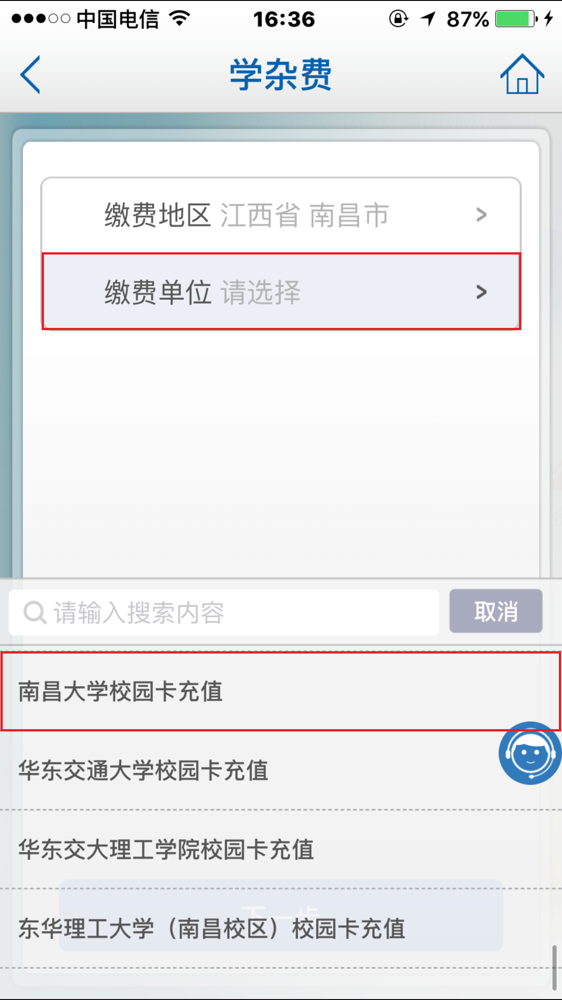 中国电信 16:36 87%
学杂费
缴费地区 江西省 南昌市 >
缴费单位 请选择 >
请输入搜索内容 取消
南昌大学校园卡充值
华东交通大学校园卡充值
华东交大理工学院校园卡充值
下一步
东华理工大学（南昌校区）校园卡充值